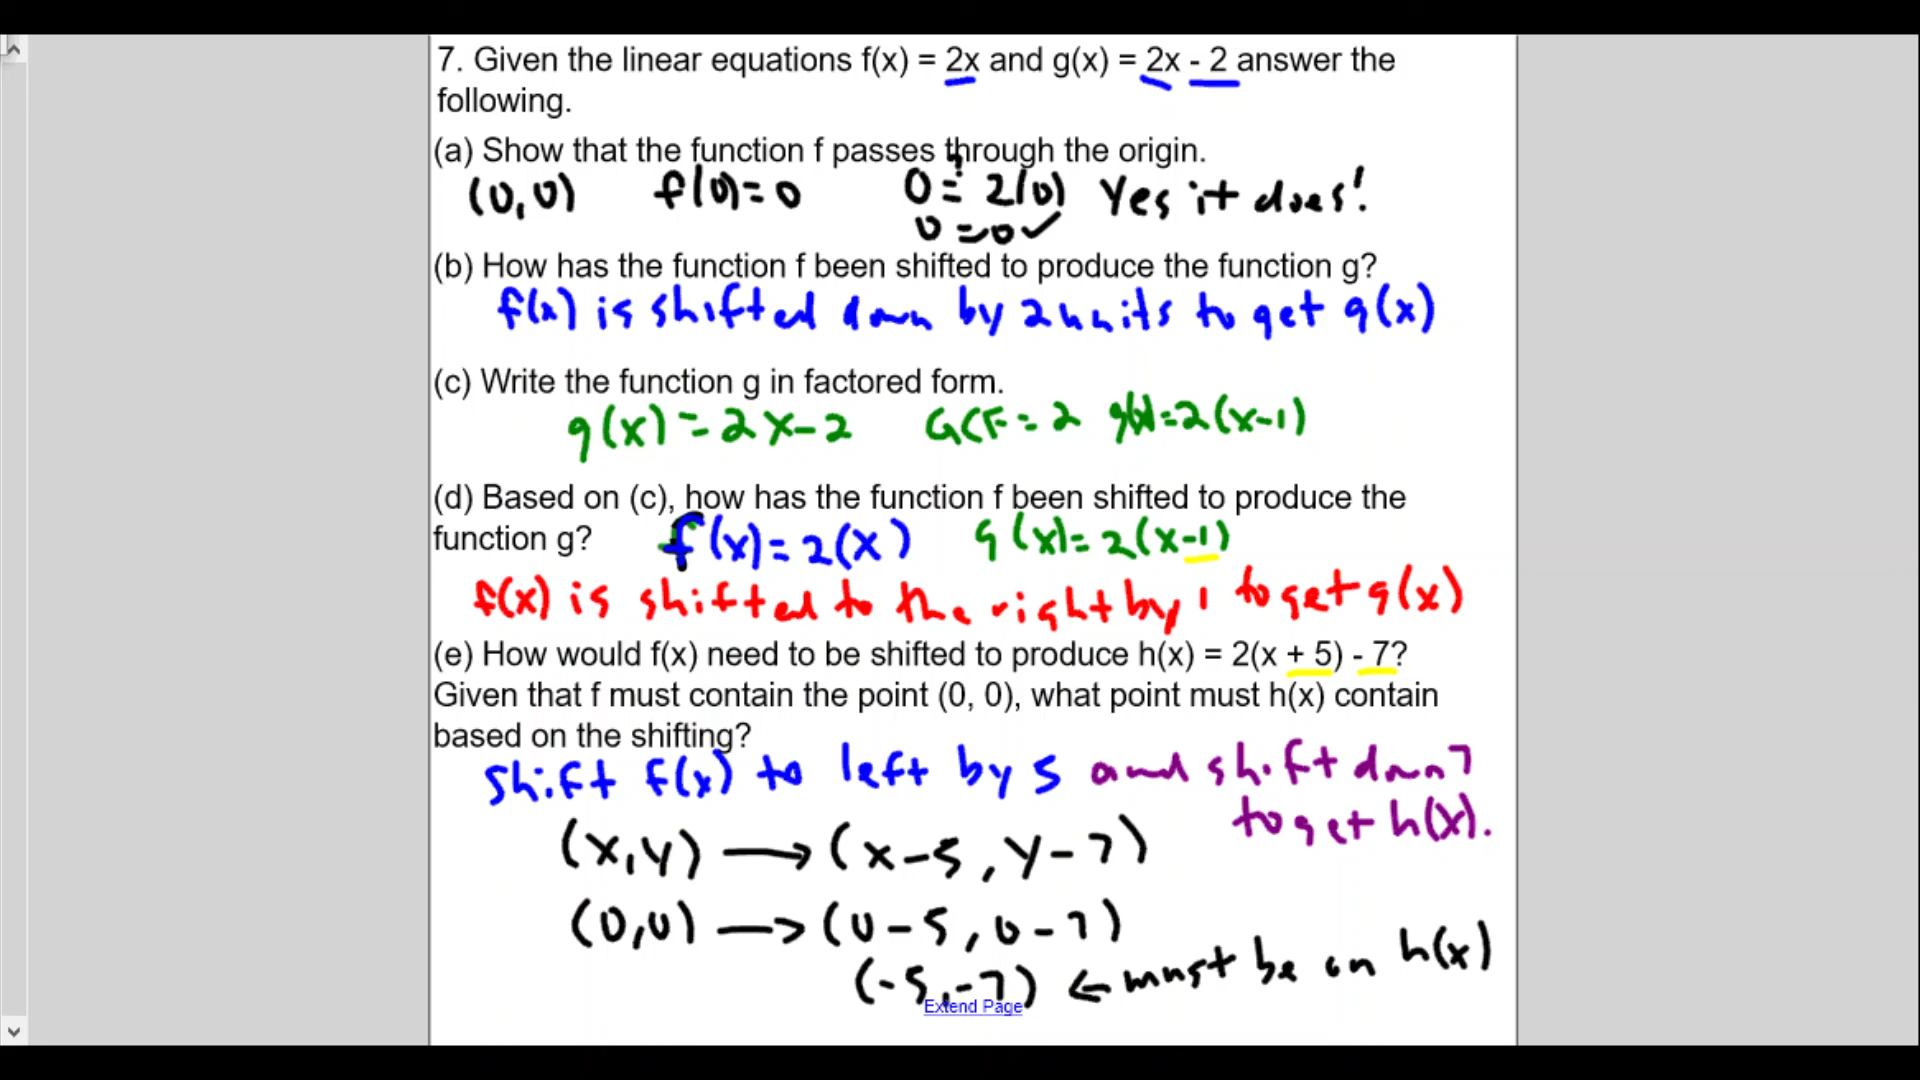 7. Given the linear equations f(x) = 2x and g(x) = 2x - 2 answer the
following.
(a) Show that the function f passes through the origin.
(0,0) f(0)=0 0 ?= 2(0) Yes it does!
0=0✓
(b) How has the function f been shifted to produce the function g?
f(x) is shifted down by 2 units to get g(x)
(c) Write the function g in factored form.
g(x)=2x-2 GCF=2 g(x)=2(x-1)
(d) Based on (c), how has the function f been shifted to produce the
function g? f(x)=2(x) g(x)=2(x-1)
f(x) is shifted to the right by 1 to get g(x)
(e) How would f(x) need to be shifted to produce h(x) = 2(x + 5) - 7?
Given that f must contain the point (0, 0), what point must h(x) contain
based on the shifting?
shift f(x) to left by 5 and shift down 7
to get h(x).
(x,y) → (x-5, y-7)
(0,0) → (0-5, 0-7)
(-5,-7) ← must be on h(x)
Extend Page